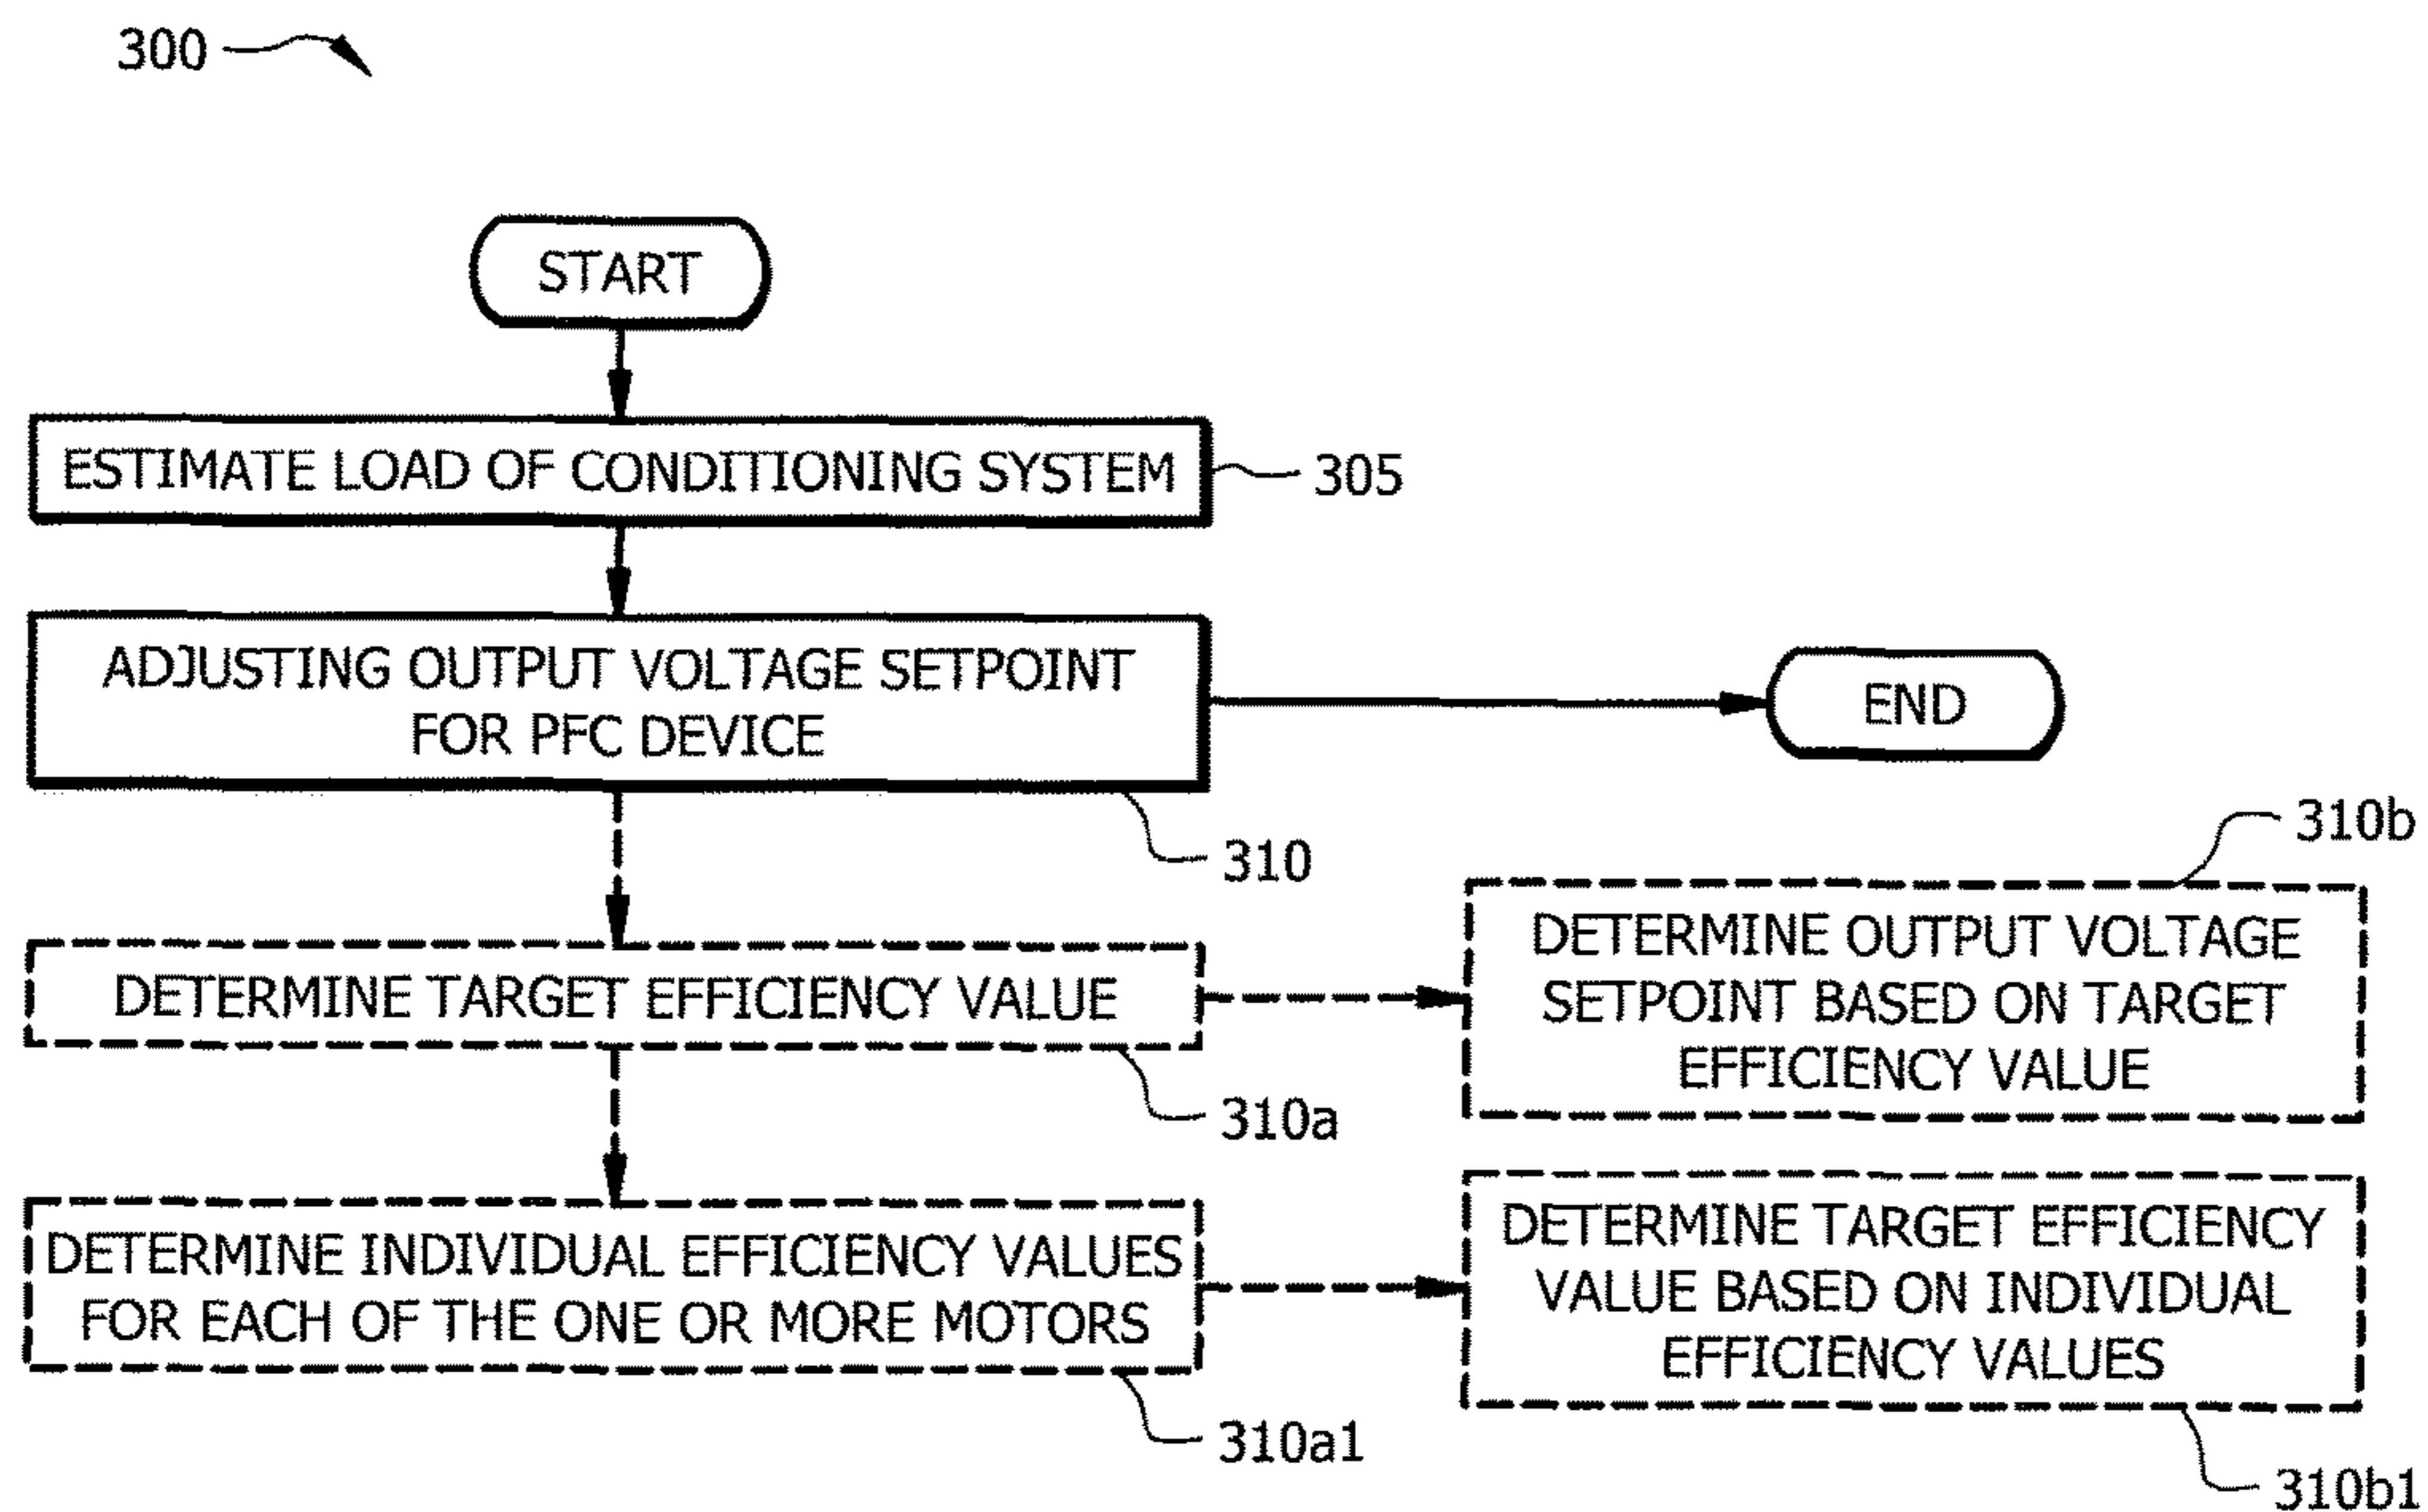 300
START
ESTIMATE LOAD OF CONDITIONING SYSTEM
305
ADJUSTING OUTPUT VOLTAGE SETPOINT
FOR PFC DEVICE
END
310
310b
DETERMINE TARGET EFFICIENCY VALUE
310a
DETERMINE OUTPUT VOLTAGE
SETPOINT BASED ON TARGET
EFFICIENCY VALUE
DETERMINE INDIVIDUAL EFFICIENCY VALUES
FOR EACH OF THE ONE OR MORE MOTORS
310a1
DETERMINE TARGET EFFICIENCY
VALUE BASED ON INDIVIDUAL
EFFICIENCY VALUES
310b1